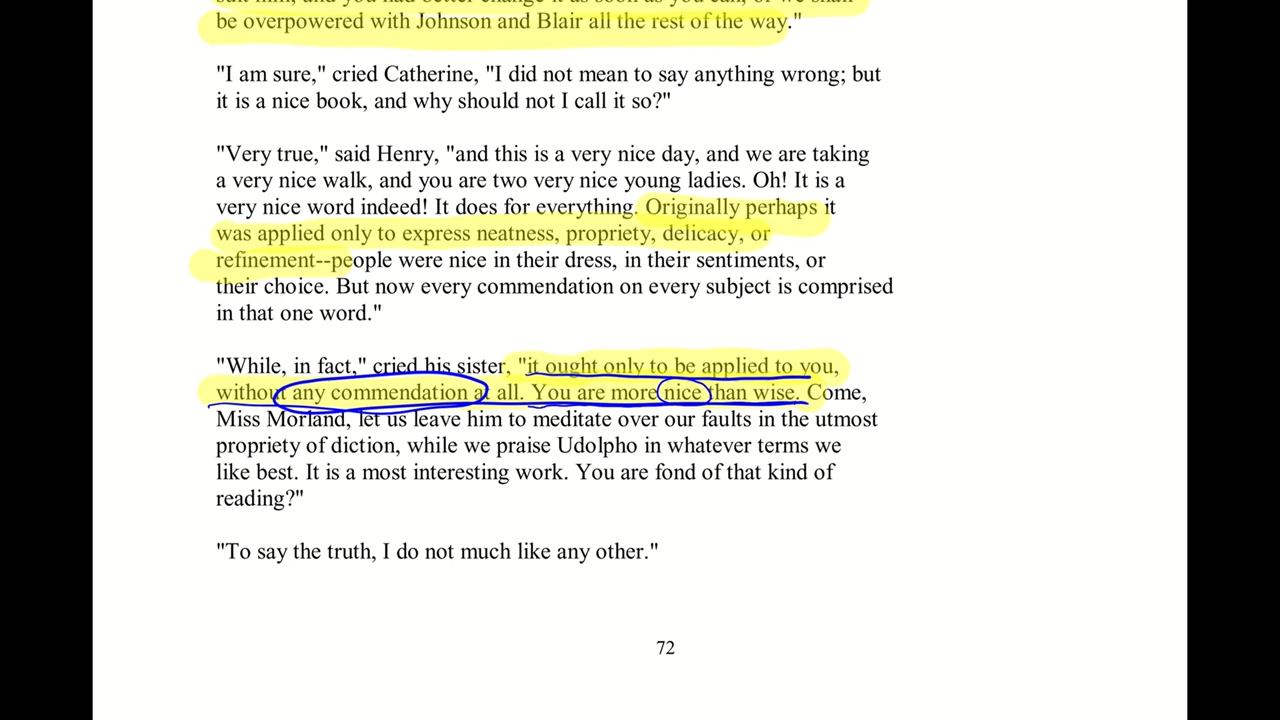 be overpowered with Johnson and Blair all the rest of the way."
"I am sure," cried Catherine, "I did not mean to say anything wrong; but
it is a nice book, and why should not I call it so?"
"Very true," said Henry, "and this is a very nice day, and we are taking
a very nice walk, and you are two very nice young ladies. Oh! It is a
very nice word indeed! It does for everything. Originally perhaps it
was applied only to express neatness, propriety, delicacy, or
refinement--people were nice in their dress, in their sentiments, or
their choice. But now every commendation on every subject is comprised
in that one word."
"While, in fact," cried his sister, "it ought only to be applied to you,
without any commendation at all. You are more nice than wise. Come,
Miss Morland, let us leave him to meditate over our faults in the utmost
propriety of diction, while we praise Udolpho in whatever terms we
like best. It is a most interesting work. You are fond of that kind of
reading?"
"To say the truth, I do not much like any other."
72